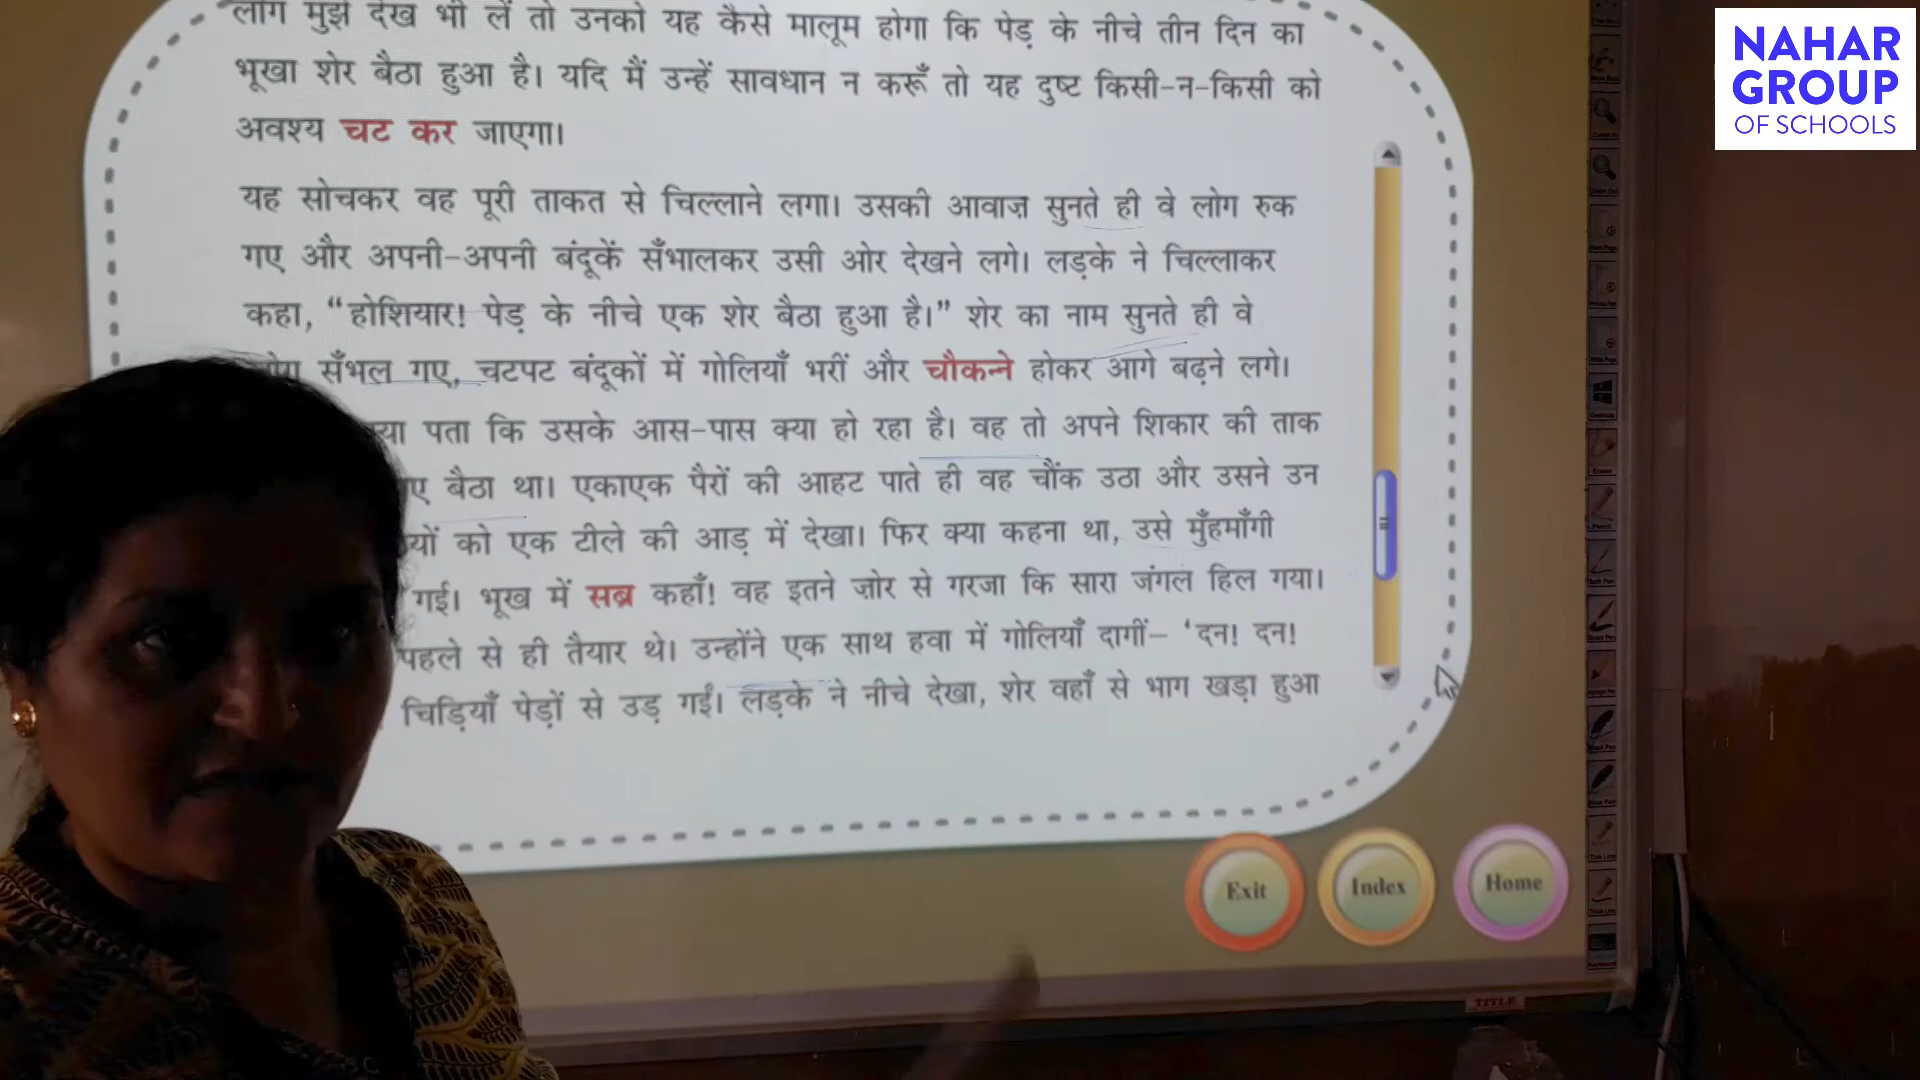 लोग मुझे देख भी लें तो उनको यह कैसे मालूम होगा कि पेड़ के नीचे तीन दिन का
भूखा शेर बैठा हुआ है। यदि मैं उन्हें सावधान न करूँ तो यह दुष्ट किसी-न-किसी को
अवश्य चट कर जाएगा।
यह सोचकर वह पूरी ताकत से चिल्लाने लगा। उसकी आवाज़ सुनते ही वे लोग रुक
गए और अपनी-अपनी बंदूकें सँभालकर उसी ओर देखने लगे। लड़के ने चिल्लाकर
कहा, “होशियार! पेड़ के नीचे एक शेर बैठा हुआ है।” शेर का नाम सुनते ही वे
सँभल गए, चटपट बंदूकों में गोलियाँ भरीं और चौकन्ने होकर आगे बढ़ने लगे।
पता कि उसके आस-पास क्या हो रहा है। वह तो अपने शिकार की ताक
बैठा था। एकाएक पैरों की आहट पाते ही वह चौंक उठा और उसने उन
को एक टीले की आड़ में देखा। फिर क्या कहना था, उसे मुँहमाँगी
गई। भूख में सब्र कहाँ! वह इतने ज़ोर से गरजा कि सारा जंगल हिल गया।
पहले से ही तैयार थे। उन्होंने एक साथ हवा में गोलियाँ दागीं– ‘दन! दन!
चिड़ियाँ पेड़ों से उड़ गईं। लड़के ने नीचे देखा, शेर वहाँ से भाग खड़ा हुआ
Exit
Index
Home
TITLE
NAHAR
GROUP
OF SCHOOLS